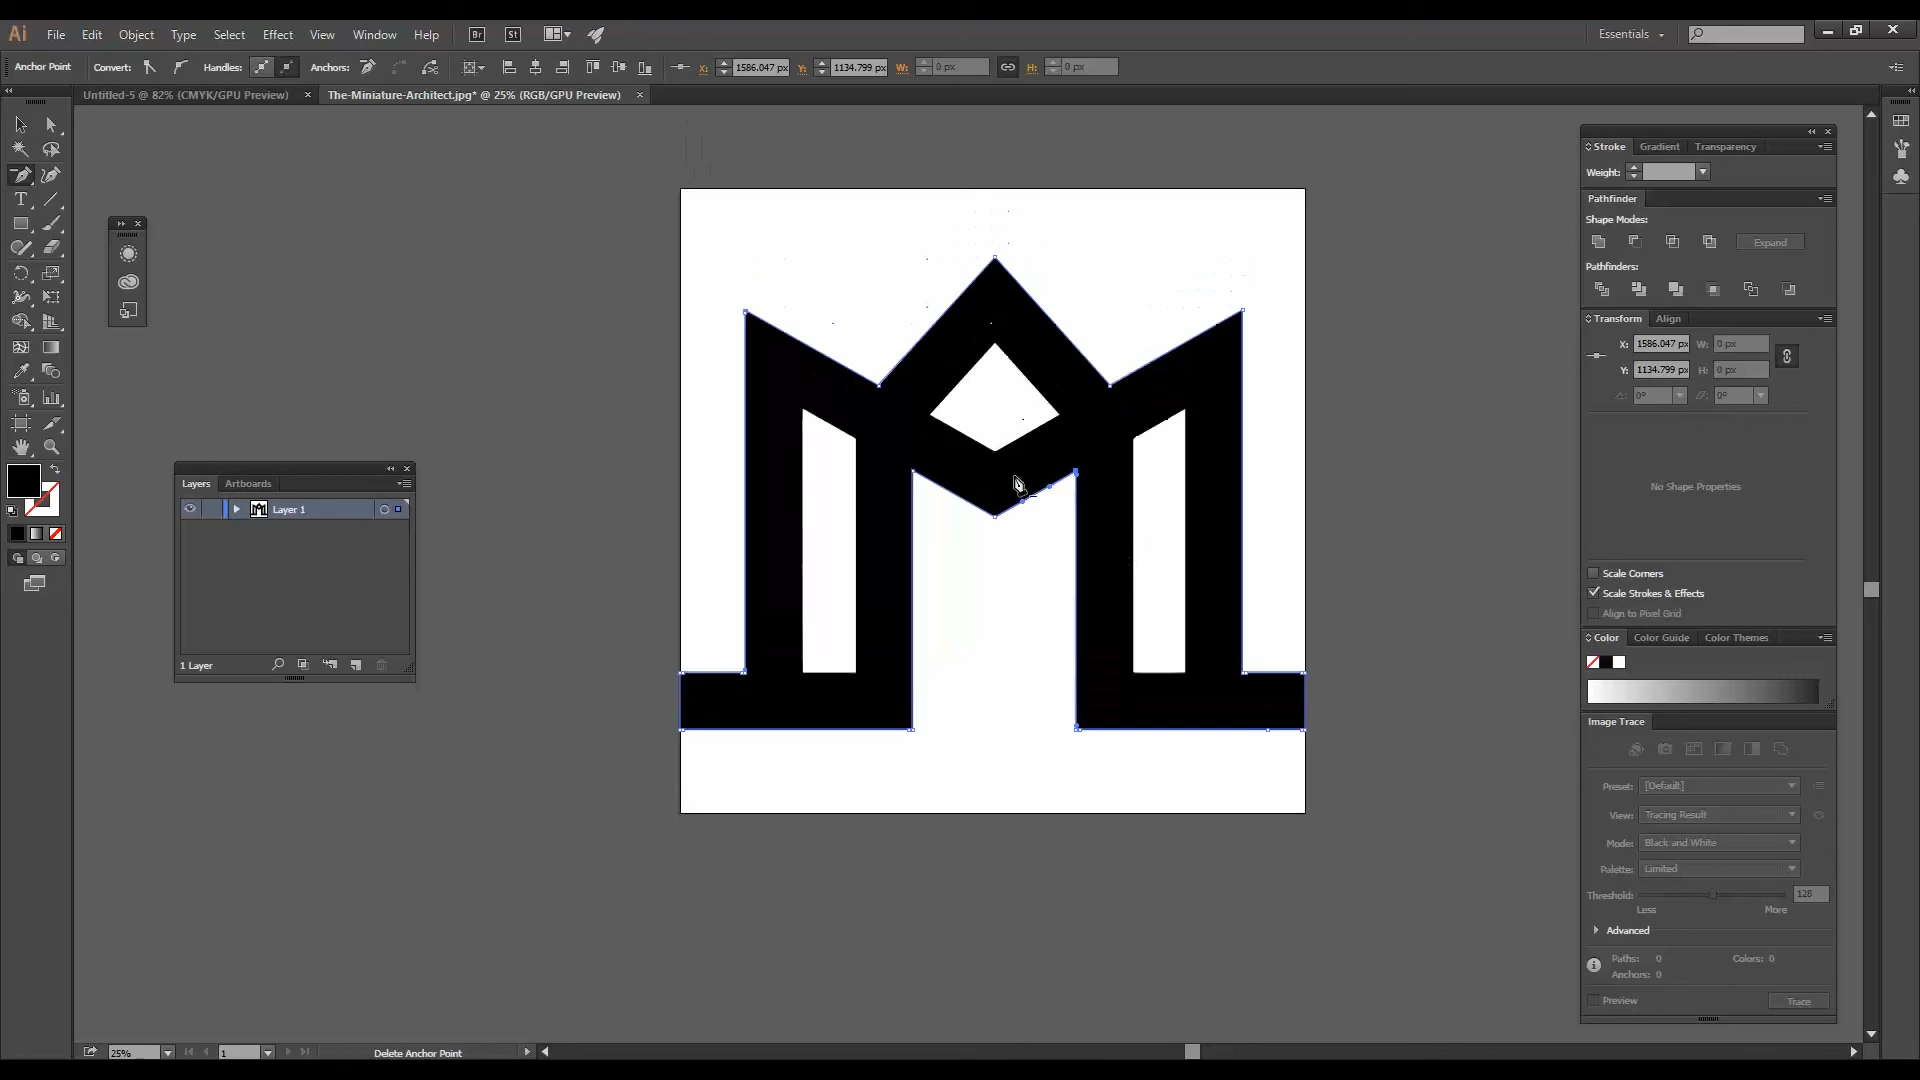 Ai File Edit Object Type Select Effect View Window Help Br St Essentials
Anchor Point Convert: Handles: Anchors: X: 1586.047 px Y: 1134.799 px W: 0 px H: 0 px
Untitled-5 @ 82% (CMYK/GPU Preview) × The-Miniature-Architect.jpg* @ 25% (RGB/GPU Preview) ×
Stroke Gradient Transparency
Weight:
Pathfinder
Shape Modes:
Expand
Pathfinders:
Transform Align
X: 1586.047 px W: 0 px
Y: 1134.799 px H: 0 px
0° 0°
Layers Artboards
No Shape Properties
Layer 1
Scale Corners
Scale Strokes & Effects
Align to Pixel Grid
Color Color Guide Color Themes
1 Layer
Image Trace
Preset: [Default]
View: Tracing Result
Mode: Black and White
Palette: Limited
Threshold: 128
Less More
Advanced
Paths: 0 Colors: 0
Anchors: 0
Preview Trace
25% 1 Delete Anchor Point